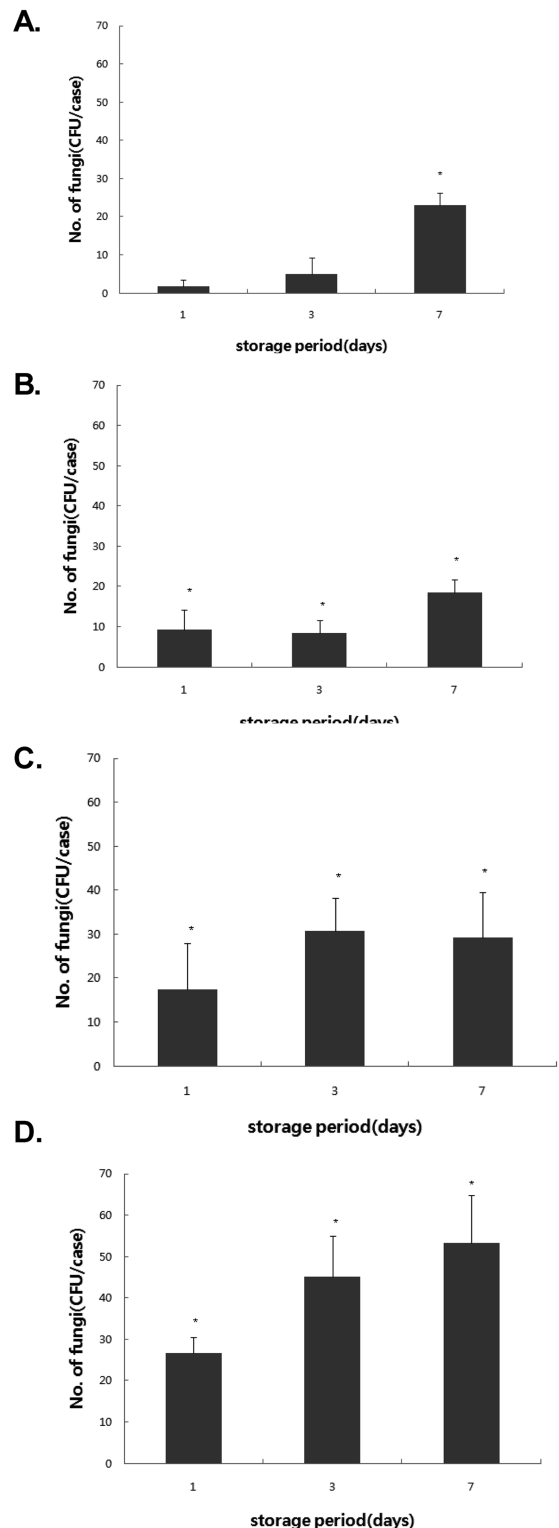 A.
No. of fungi(CFU/case)
70
60
50
40
30
20
10
0
*
1 3 7
storage period(days)
B.
No. of fungi(CFU/case)
70
60
50
40
30
20
10
0
* * *
1 3 7
storage period(days)
C.
No. of fungi(CFU/case)
70
60
50
40
30
20
10
0
* * *
1 3 7
storage period(days)
D.
No. of fungi(CFU/case)
70
60
50
40
30
20
10
0
* * *
1 3 7
storage period(days)